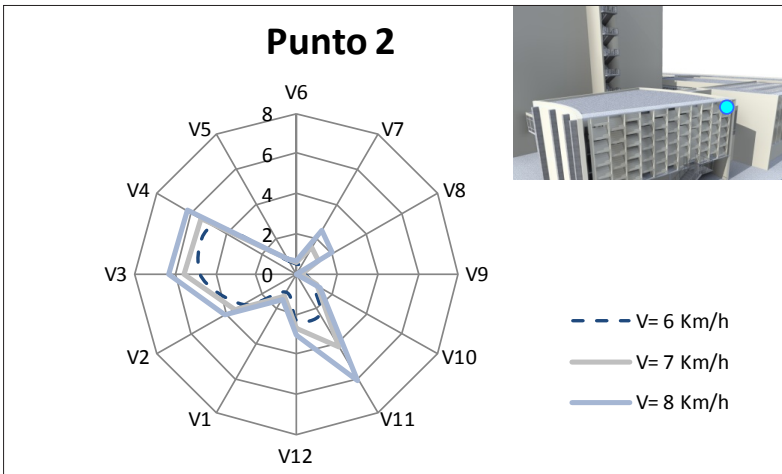 Punto 2
V6
V7
V8
V9
V10
V11
V12
V1
V2
V3
V4
V5
8
6
4
2
0
V= 6 Km/h
V= 7 Km/h
V= 8 Km/h